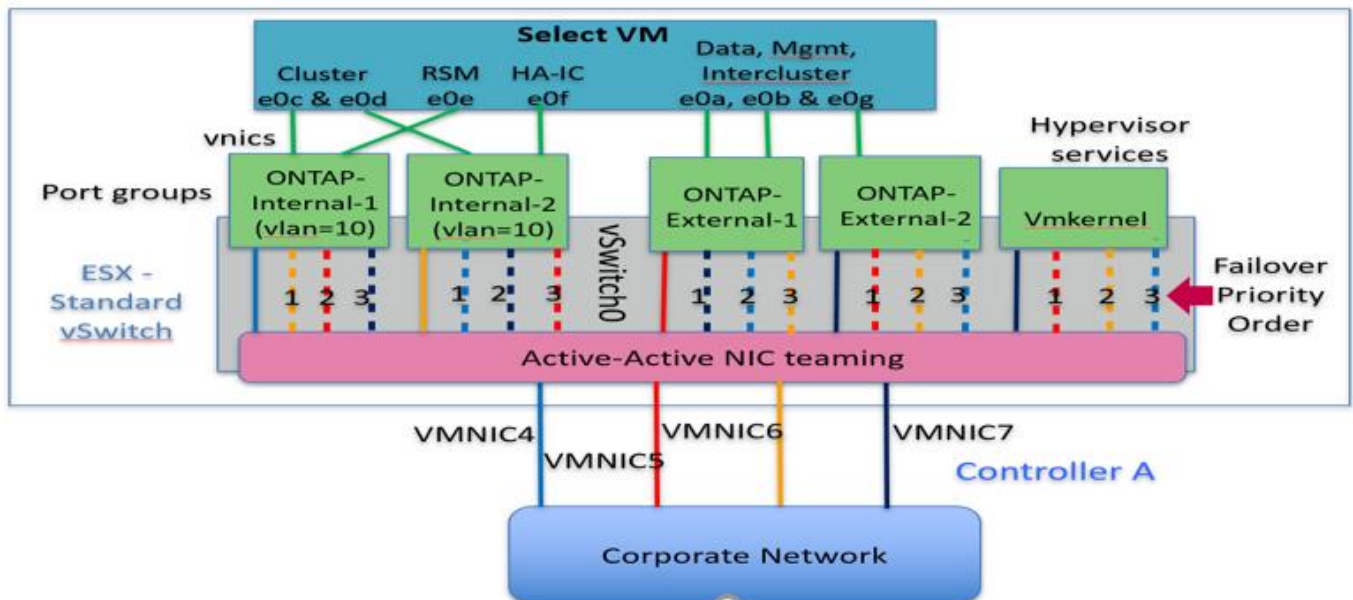 Select VM
Cluster
e0c & e0d
RSM
e0e
HA-IC
e0f
Data, Mgmt,
Intercluster
e0a, e0b & e0g
vnics
Hypervisor
services
Port groups
ONTAP-
Internal-1
(vlan=10)
ONTAP-
Internal-2
(vlan=10)
ONTAP-
External-1
ONTAP-
External-2
Vmkernel
ESX -
Standard
vSwitch
1 2 3
1 2 3
vSwitch0
1 2 3
1 2 3
1 2 3
Failover
Priority
Order
Active-Active NIC teaming
VMNIC4
VMNIC5
VMNIC6
VMNIC7
Controller A
Corporate Network